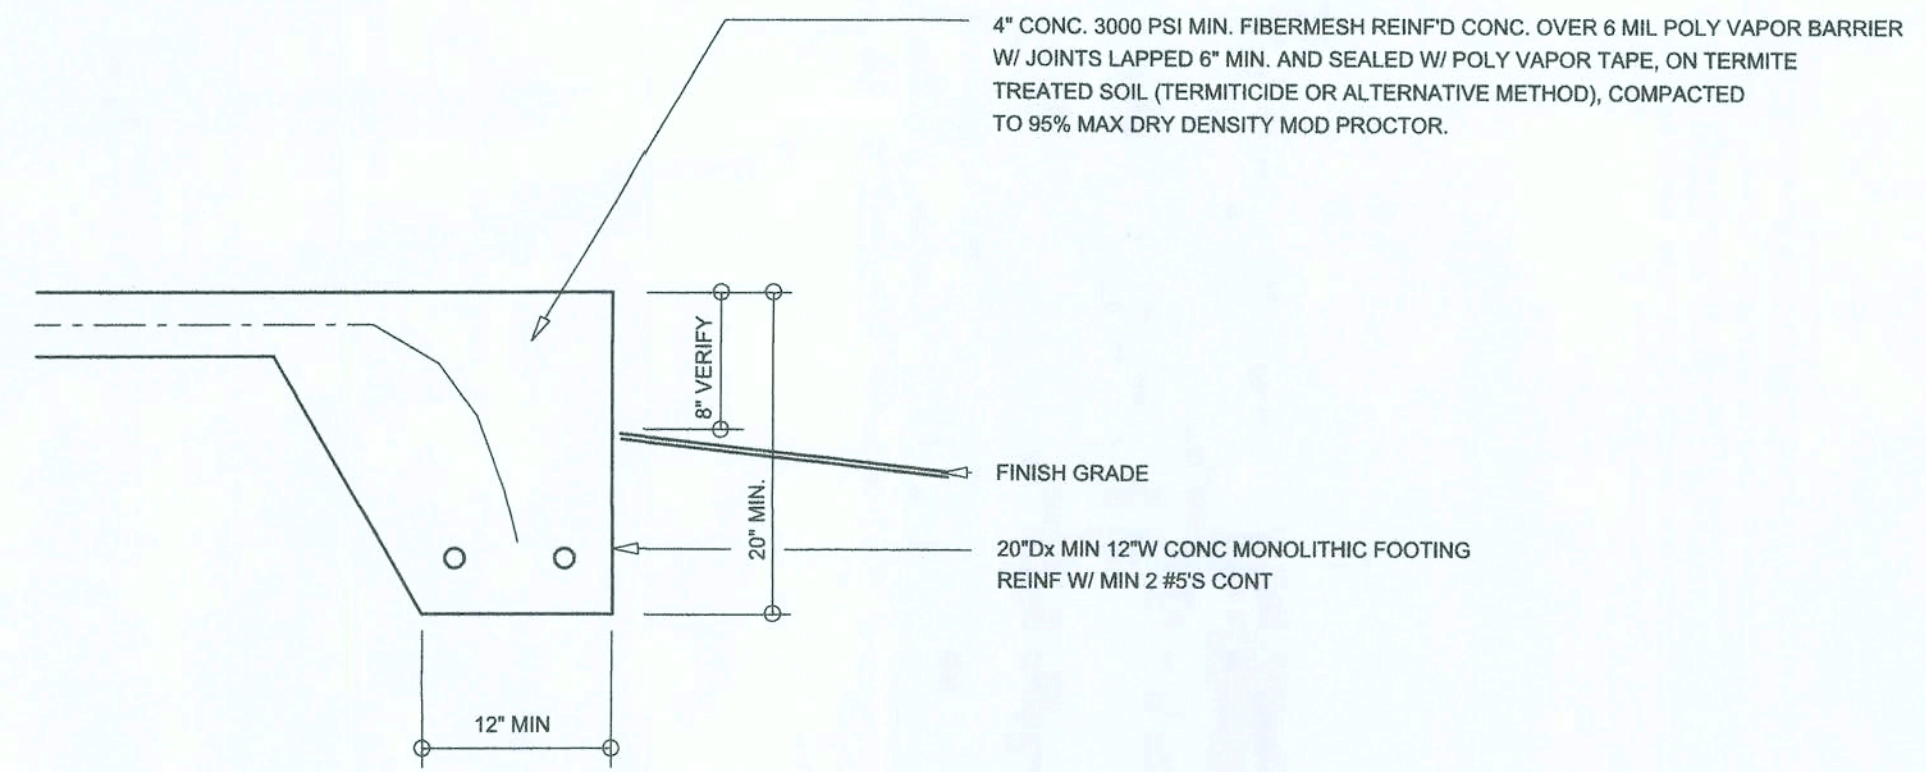 4" CONC. 3000 PSI MIN. FIBERMESH REINF'D CONC. OVER 6 MIL POLY VAPOR BARRIER
W/ JOINTS LAPPED 6" MIN. AND SEALED W/ POLY VAPOR TAPE, ON TERMITE
TREATED SOIL (TERMITICIDE OR ALTERNATIVE METHOD), COMPACTED
TO 95% MAX DRY DENSITY MOD PROCTOR.
8" VERIFY
20" MIN.
FINISH GRADE
20"Dx MIN 12"W CONC MONOLITHIC FOOTING
REINF W/ MIN 2 #5'S CONT
12" MIN